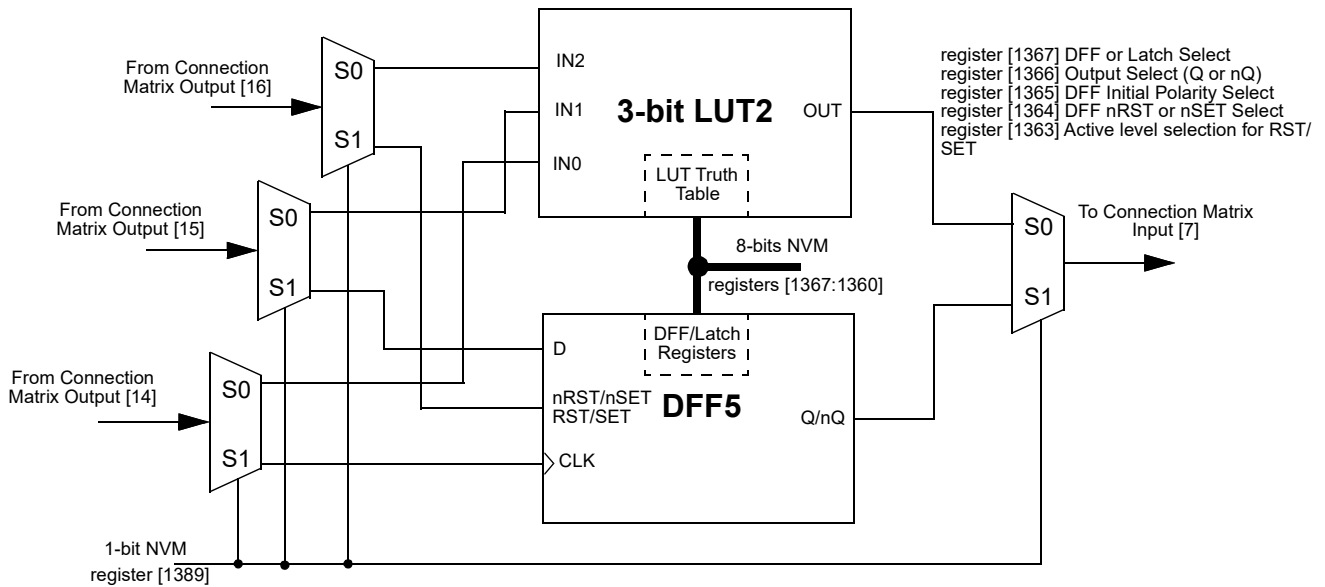 From Connection
Matrix Output [16]
S0
S1
IN2
IN1
IN0
3-bit LUT2
OUT
LUT Truth
Table
register [1367] DFF or Latch Select
register [1366] Output Select (Q or nQ)
register [1365] DFF Initial Polarity Select
register [1364] DFF nRST or nSET Select
register [1363] Active level selection for RST/
SET
From Connection
Matrix Output [15]
S0
S1
8-bits NVM
registers [1367:1360]
S0
S1
To Connection Matrix
Input [7]
From Connection
Matrix Output [14]
S0
S1
D
nRST/nSET
RST/SET
CLK
DFF/Latch
Registers
DFF5
Q/nQ
1-bit NVM
register [1389]